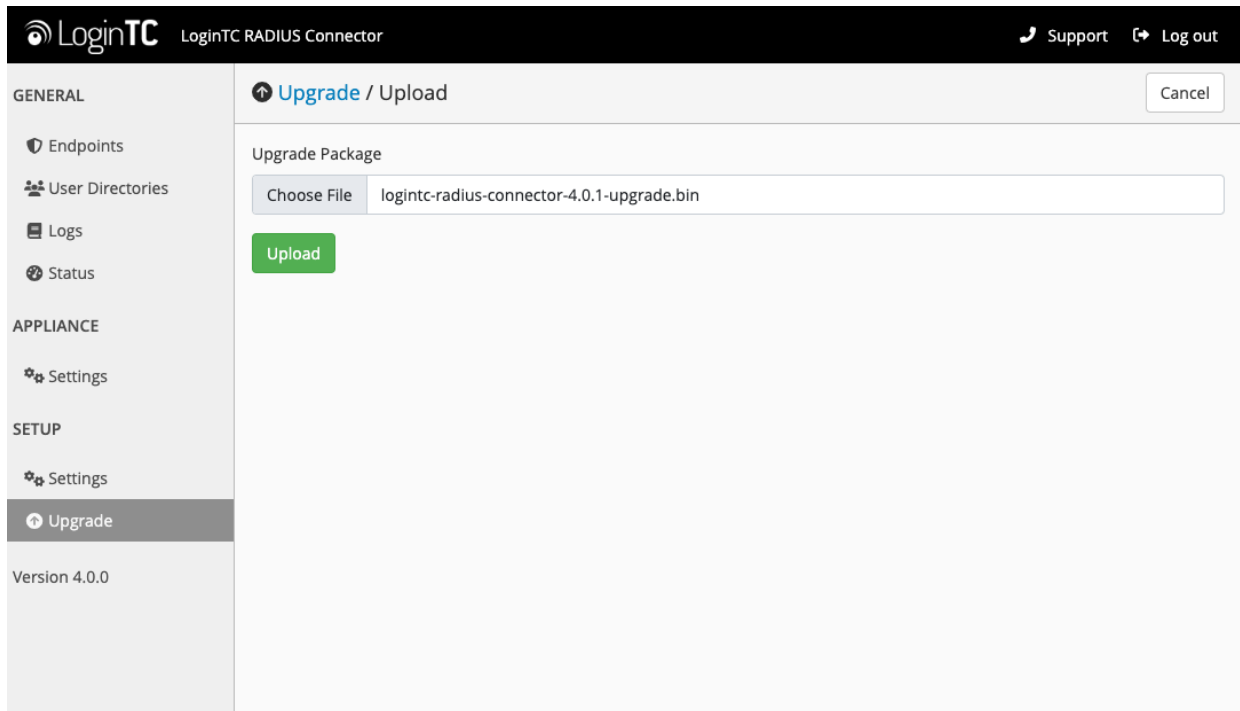 LoginTC LoginTC RADIUS Connector Support Log out
GENERAL
Endpoints
User Directories
Logs
Status
APPLIANCE
Settings
SETUP
Settings
Upgrade
Version 4.0.0
Upgrade / Upload Cancel
Upgrade Package
Choose File logintc-radius-connector-4.0.1-upgrade.bin
Upload